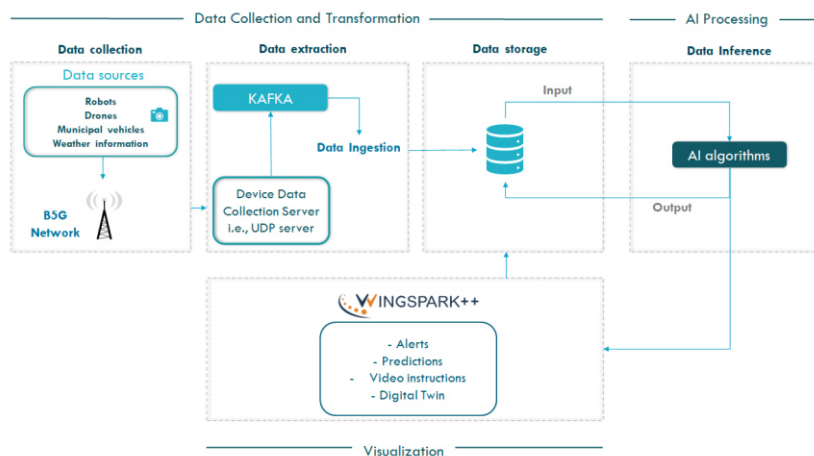 Data Collection and Transformation
AI Processing
Data collection
Data extraction
Data storage
Data Inference
Data sources
Robots
Drones
Municipal vehicles
Weather information
B5G
Network
KAFKA
Data Ingestion
Device Data
Collection Server
i.e., UDP server
Input
AI algorithms
Output
WINGSPARK++
- Alerts
- Predictions
- Video instructions
- Digital Twin
Visualization